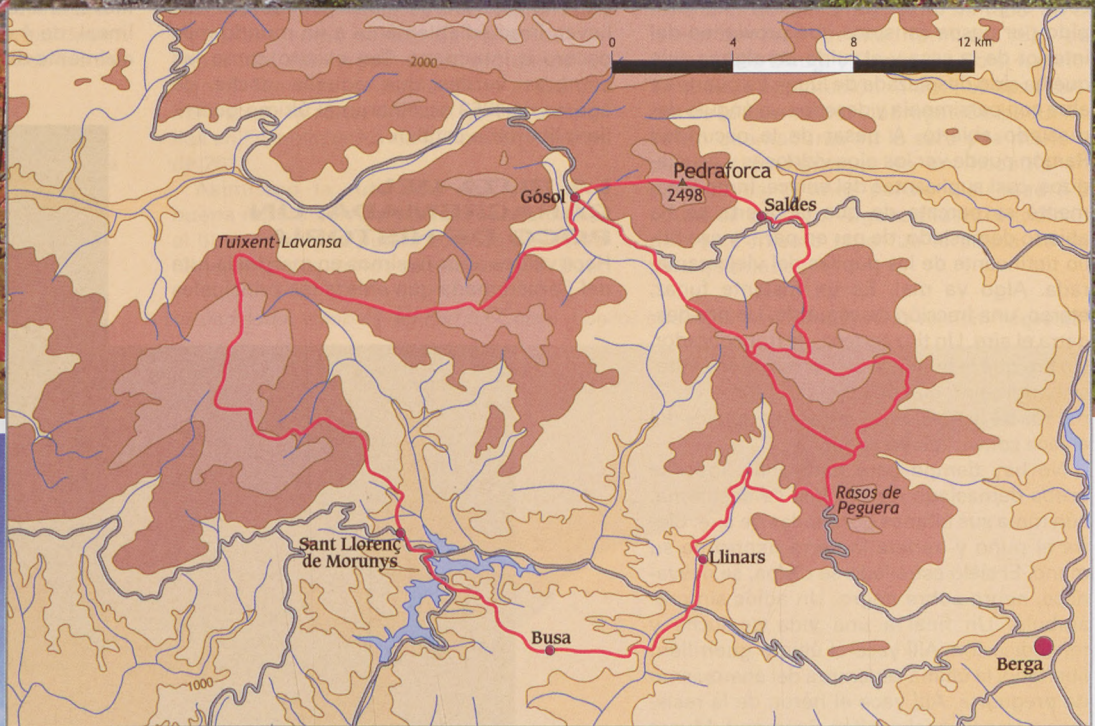 0 4 8 12 km
2000
Pedraforca
2498
Gósol
Saldes
Tuixent-Lavansa
Rasos de
Peguera
Sant Llorenç
de Morunys
Llinars
Busa
Berga
1000